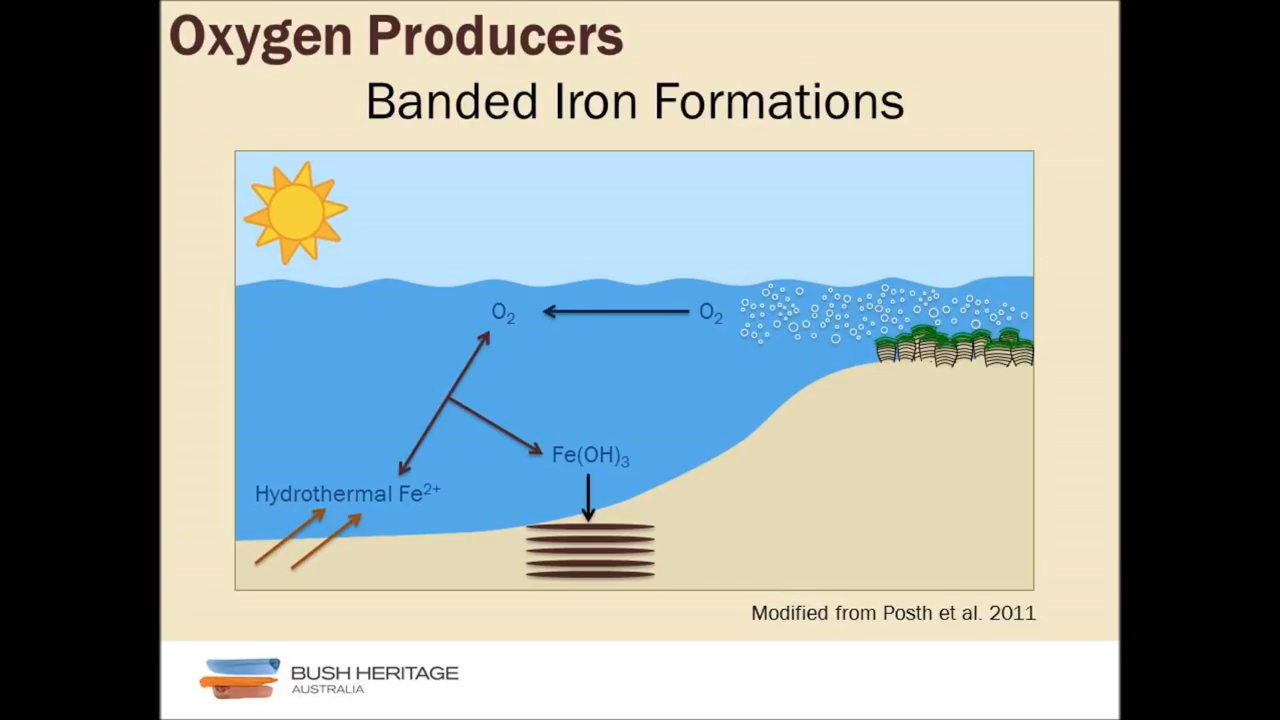 Oxygen Producers
Banded Iron Formations
O₂
O₂
Fe(OH)₃
Hydrothermal Fe²⁺
Modified from Posth et al. 2011
BUSH HERITAGE
AUSTRALIA